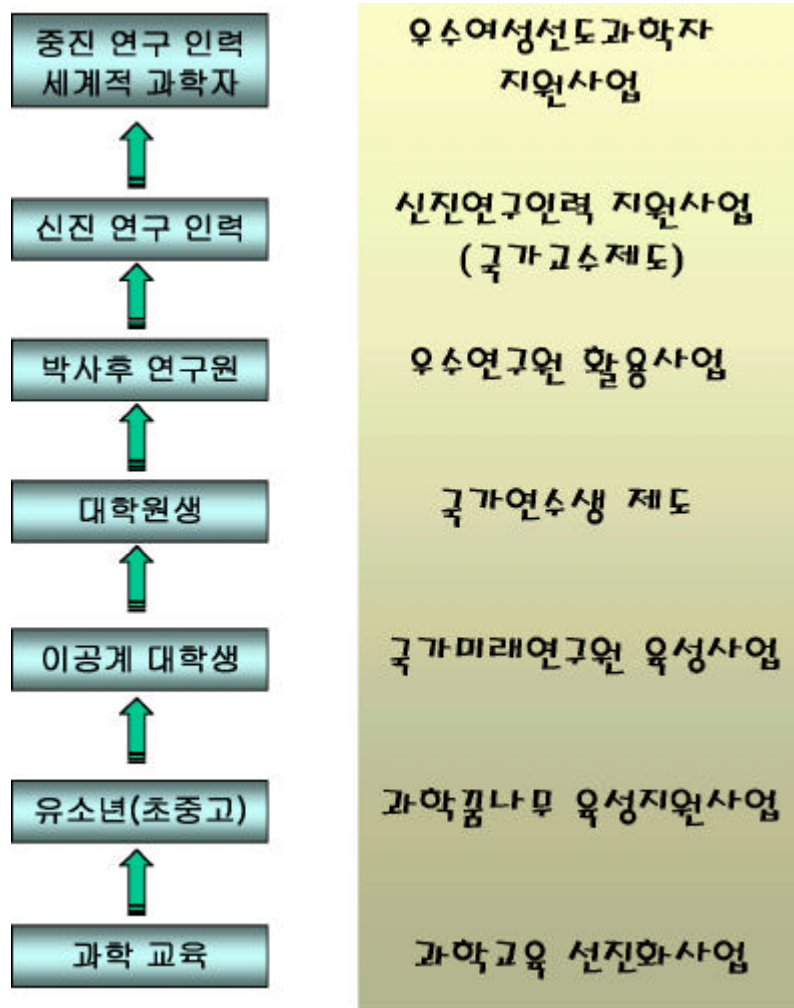 중진 연구 인력
세계적 과학자
우수여성선도과학자
지원사업
신진 연구 인력
신진연구인력 지원사업
(국가교수제도)
박사후 연구원
우수연구원 활용사업
대학원생
국가연수생 제도
이공계 대학생
국가미래연구원 육성사업
유소년(초중고)
과학꿈나무 육성지원사업
과학 교육
과학교육 선진화사업